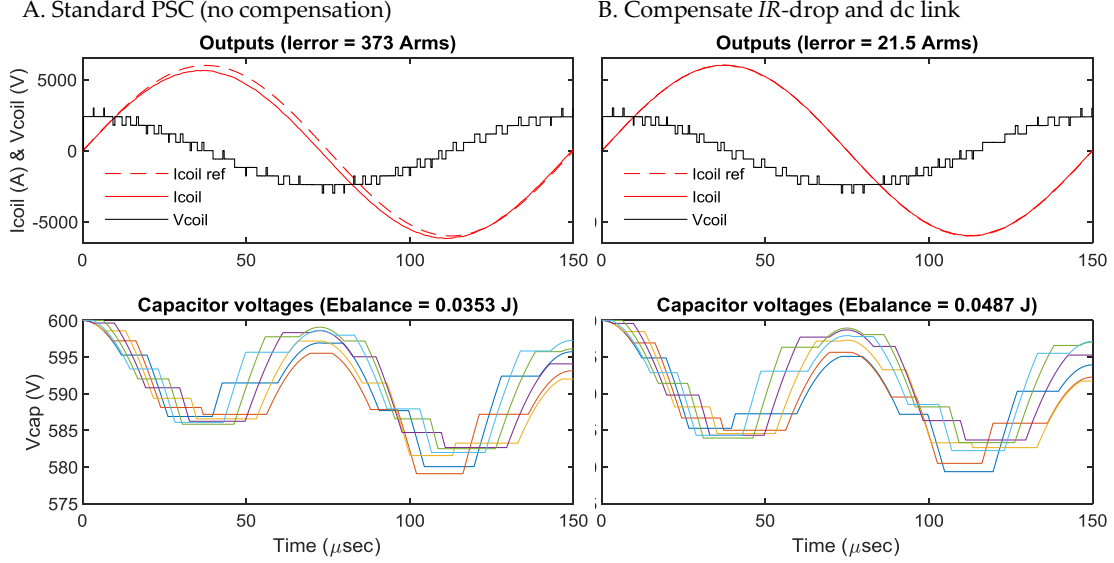 A. Standard PSC (no compensation)
B. Compensate IR-drop and dc link
Outputs (Ierror = 373 Arms)
Outputs (Ierror = 21.5 Arms)
Icoil (A) & Vcoil (V)
5000
0
-5000
Icoil ref
Icoil
Vcoil
0 50 100 150
Icoil ref
Icoil
Vcoil
0 50 100 150
Capacitor voltages (Ebalance = 0.0353 J)
Capacitor voltages (Ebalance = 0.0487 J)
Vcap (V)
600
595
590
585
580
575
0 50 100 150
Time (μsec)
0 50 100 150
Time (μsec)